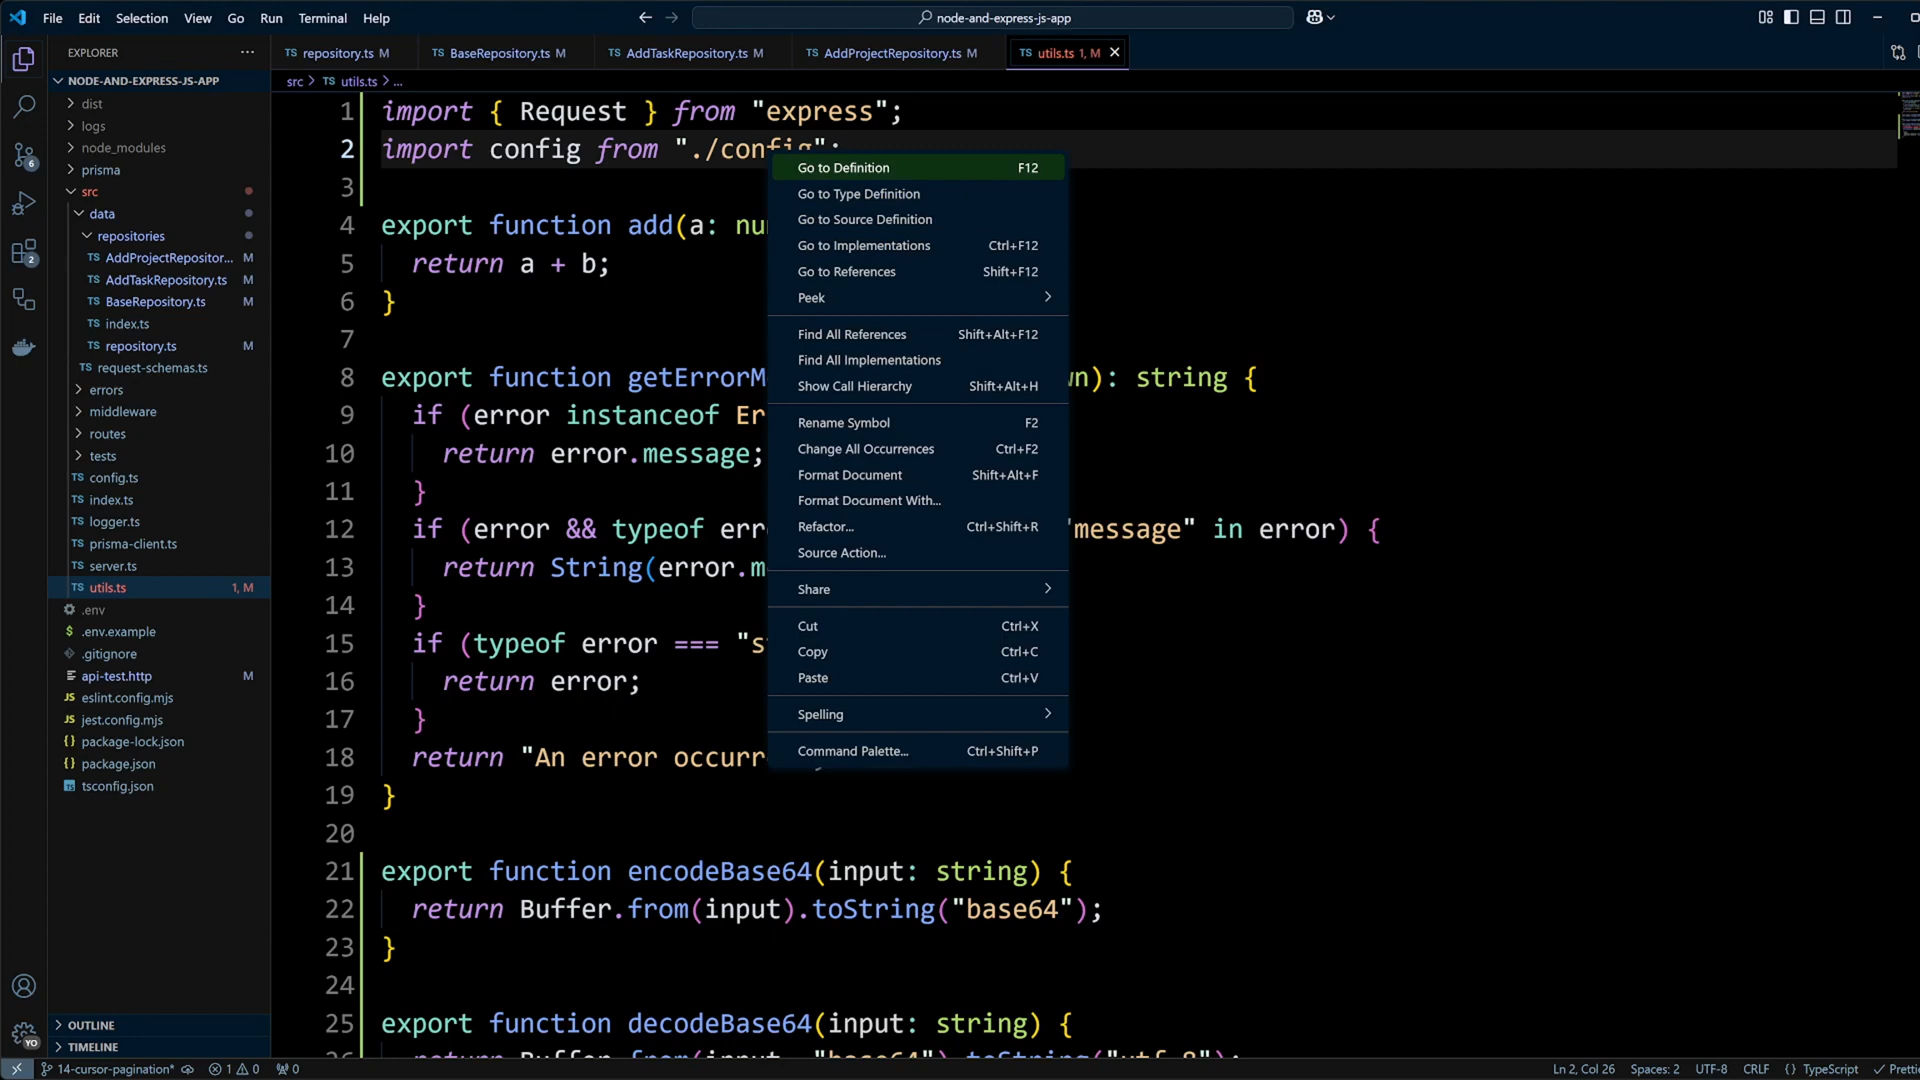 File Edit Selection View Go Run Terminal Help
node-and-express-js-app
EXPLORER
repository.ts M
BaseRepository.ts M
AddTaskRepository.ts M
AddProjectRepository.ts M
utils.ts 1, M
src > TS utils.ts > ...
NODE-AND-EXPRESS-JS-APP
dist
logs
node_modules
prisma
src
data
repositories
TS AddProjectRepositor... M
TS AddTaskRepository.ts M
TS BaseRepository.ts M
TS index.ts
TS repository.ts M
TS request-schemas.ts
errors
middleware
routes
tests
TS config.ts
TS index.ts
TS logger.ts
TS prisma-client.ts
TS server.ts
TS utils.ts 1, M
.env
$ .env.example
.gitignore
api-test.http M
JS eslint.config.mjs
JS jest.config.mjs
{} package-lock.json
{} package.json
tsconfig.json
OUTLINE
TIMELINE
6
2
YO
1 import { Request } from "express";
2 import config from "./config";
3
4 export function add(a: nu
5 return a + b;
6 }
7
8 export function getErrorM n): string {
9 if (error instanceof Er
10 return error.message;
11 }
12 if (error && typeof err "message" in error) {
13 return String(error.m
14 }
15 if (typeof error === "s
16 return error;
17 }
18 return "An error occurr
19 }
20
21 export function encodeBase64(input: string) {
22 return Buffer.from(input).toString("base64");
23 }
24
25 export function decodeBase64(input: string) {
26 return Buffer.from(input, "base64").toString("utf-8");
Go to Definition F12
Go to Type Definition
Go to Source Definition
Go to Implementations Ctrl+F12
Go to References Shift+F12
Peek
Find All References Shift+Alt+F12
Find All Implementations
Show Call Hierarchy Shift+Alt+H
Rename Symbol F2
Change All Occurrences Ctrl+F2
Format Document Shift+Alt+F
Format Document With...
Refactor... Ctrl+Shift+R
Source Action...
Share
Cut Ctrl+X
Copy Ctrl+C
Paste Ctrl+V
Spelling
Command Palette... Ctrl+Shift+P
14-cursor-pagination* 1 0 0
Ln 2, Col 26 Spaces: 2 UTF-8 CRLF {} TypeScript Prettie